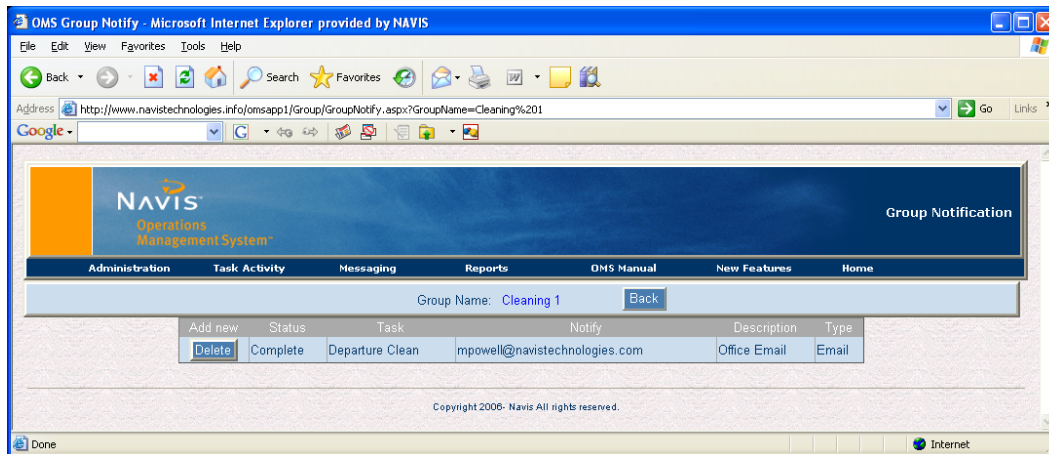 OMS Group Notify - Microsoft Internet Explorer provided by NAVIS
File Edit View Favorites Tools Help
Back Search Favorites
Address http://www.navistechnologies.info/omsapp1/Group/GroupNotify.aspx?GroupName=Cleaning%201 Go Links
Google G
NAVIS
Operations
Management System™
Group Notification
Administration Task Activity Messaging Reports OMS Manual New Features Home
Group Name: Cleaning 1 Back
Add new Status Task Notify Description Type
Delete Complete Departure Clean mpowell@navistechnologies.com Office Email Email
Copyright 2006- Navis All rights reserved.
Done Internet